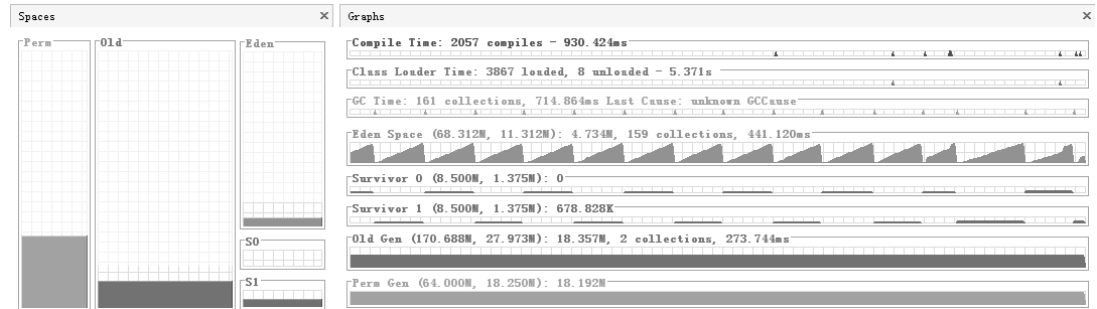 Spaces
Perm
Old
Eden
S0
S1
Graphs
Compile Time: 2057 compiles - 930.424ms
Class Loader Time: 3867 loaded, 8 unloaded - 5.371s
GC Time: 161 collections, 714.864ms Last Cause: unknown GCCause
Eden Space (68.312M, 11.312M): 4.734M, 159 collections, 441.120ms
Survivor 0 (8.500M, 1.375M): 0
Survivor 1 (8.500M, 1.375M): 678.828K
Old Gen (170.688M, 27.973M): 18.357M, 2 collections, 273.744ms
Perm Gen (64.000M, 18.250M): 18.192M